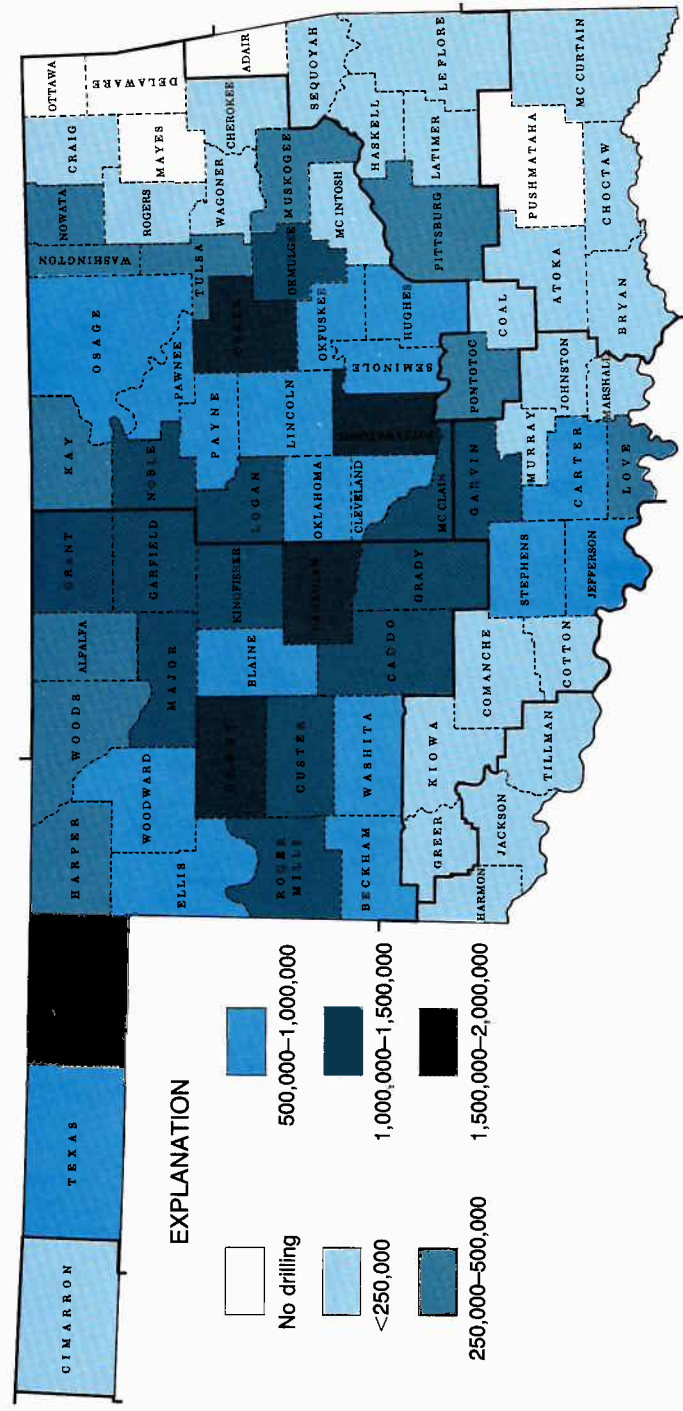 CIMARRON
TEXAS
HARPER
WOODS
ALFALFA
GRANT
KAY
OSAGE
WASHINGTON
NOWATA
CRAIG
OTTAWA
DELAWARE
ELLIS
WOODWARD
MAJOR
GARFIELD
NOBLE
PAWNEE
TULSA
ROGERS
MAYES
ROGER
MILLS
CUSTER
BLAINE
KINGFISHER
LOGAN
PAYNE
WAGONER
CHEROKEE
ADAIR
BECKHAM
WASHITA
CADDO
GRADY
OKLAHOMA
CLEVELAND
LINCOLN
OKFUSKEE
OKMULGEE
MUSKOGEE
MC INTOSH
SEQUOYAH
HARMON
GREER
KIOWA
MC CLAIN
SEMINOLE
HUGHES
PITTSBURG
HASKELL
LATIMER
LE FLORE
JACKSON
TILLMAN
COMANCHE
COTTON
STEPHENS
GARVIN
MURRAY
PONTOTOC
COAL
ATOKA
PUSHMATAHA
MC CURTAIN
JEFFERSON
CARTER
LOVE
JOHNSTON
MARSHALL
BRYAN
CHOCTAW
EXPLANATION
No drilling
<250,000
250,000–500,000
500,000–1,000,000
1,000,000–1,500,000
1,500,000–2,000,000